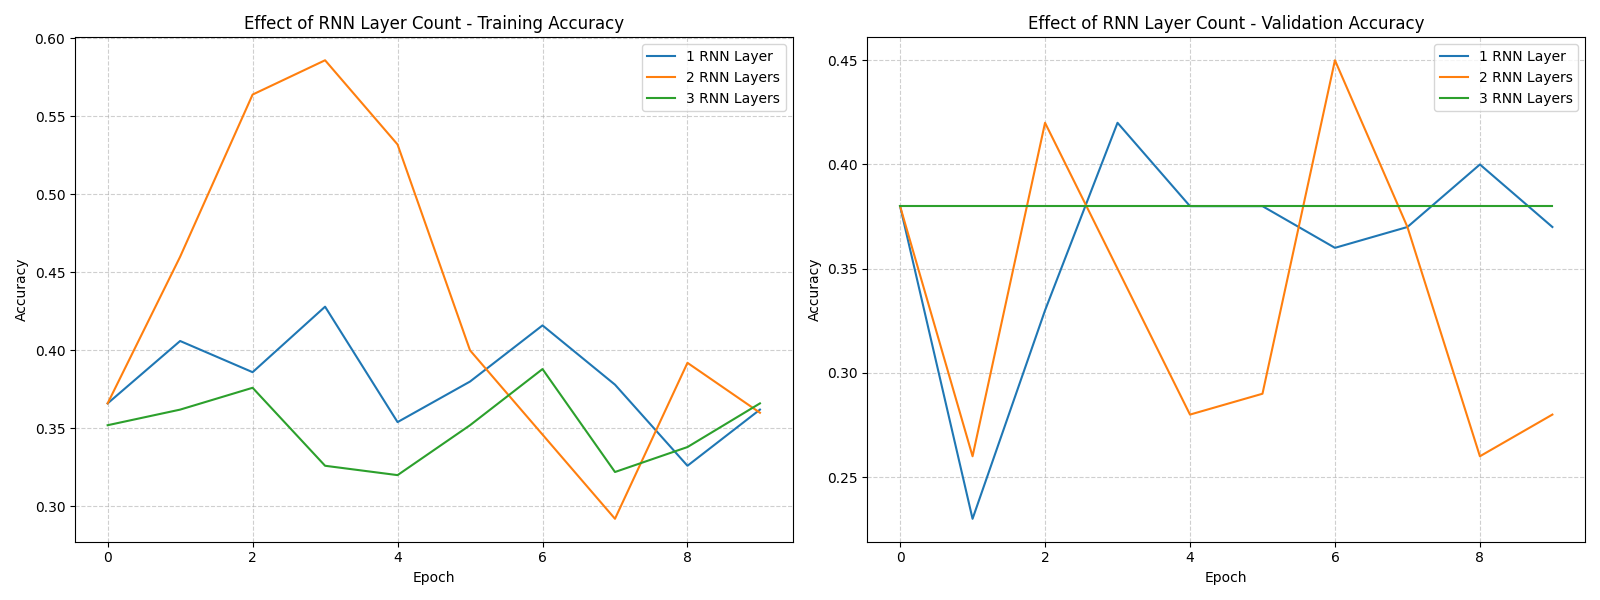 Effect of RNN Layer Count - Training Accuracy
0.60
0.55
0.50
0.45
0.40
0.35
0.30
Accuracy
0 2 4 6 8
Epoch
1 RNN Layer
2 RNN Layers
3 RNN Layers
Effect of RNN Layer Count - Validation Accuracy
0.45
0.40
0.35
0.30
0.25
Accuracy
0 2 4 6 8
Epoch
1 RNN Layer
2 RNN Layers
3 RNN Layers